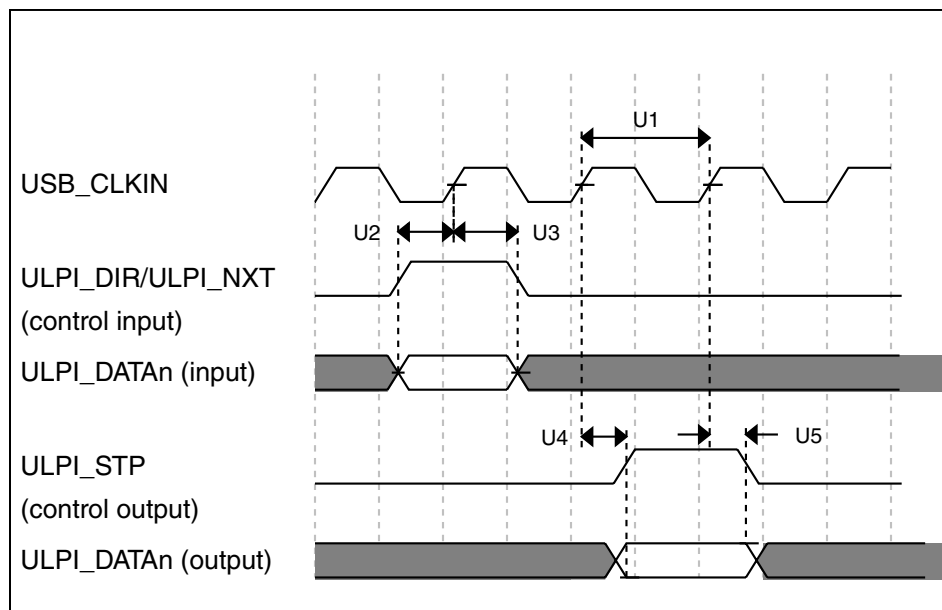 U1
USB_CLKIN
U2
U3
ULPI_DIR/ULPI_NXT
(control input)
ULPI_DATAn (input)
U4
U5
ULPI_STP
(control output)
ULPI_DATAn (output)